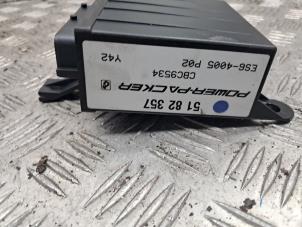 51 82 357
POWER-PACKER
CBC9534
ES6-4005 P02
Y42